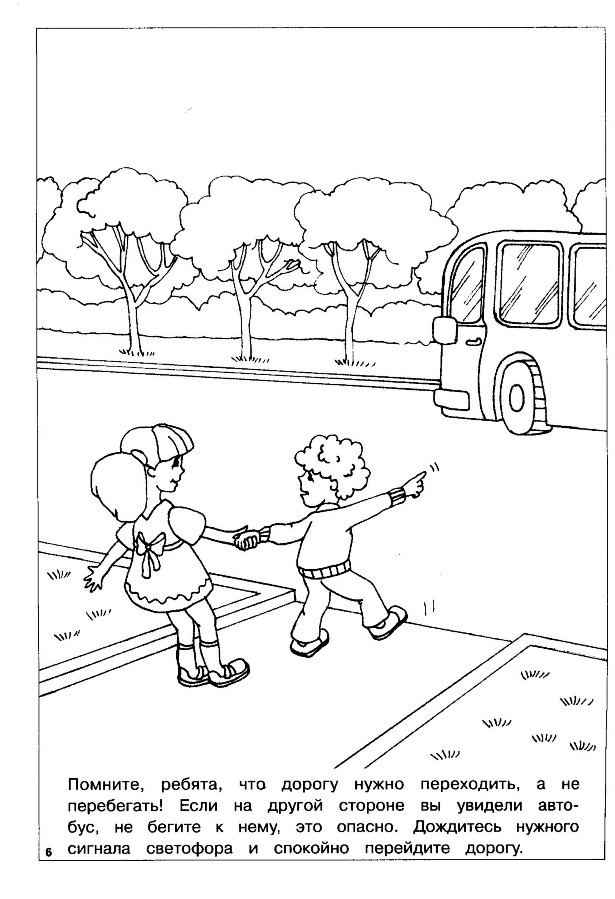 Помните, ребята, что дорогу нужно переходить, а не
перебегать! Если на другой стороне вы увидели авто-
бус, не бегите к нему, это опасно. Дождитесь нужного
сигнала светофора и спокойно перейдите дорогу.
6